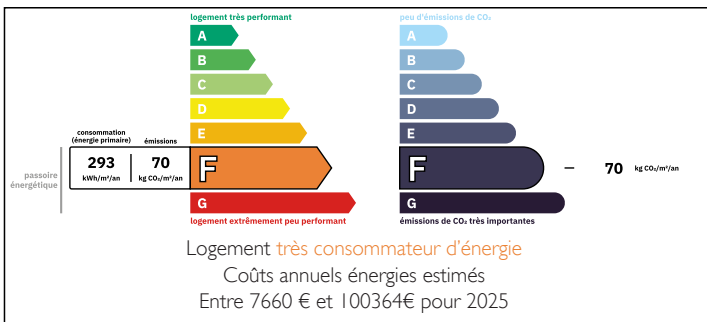 logement très performant
peu d'émissions de CO₂
A
B
C
D
E
F
G
A
B
C
D
E
F
G
consommation
(énergie primaire)
émissions
293
kWh/m²/an
70
kg CO₂/m²/an
passoire
énergétique
70
kg CO₂/m²/an
logement extrêmement peu performant
émissions de CO₂ très importantes
Logement très consommateur d'énergie
Coûts annuels énergies estimés
Entre 7660 € et 100364€ pour 2025